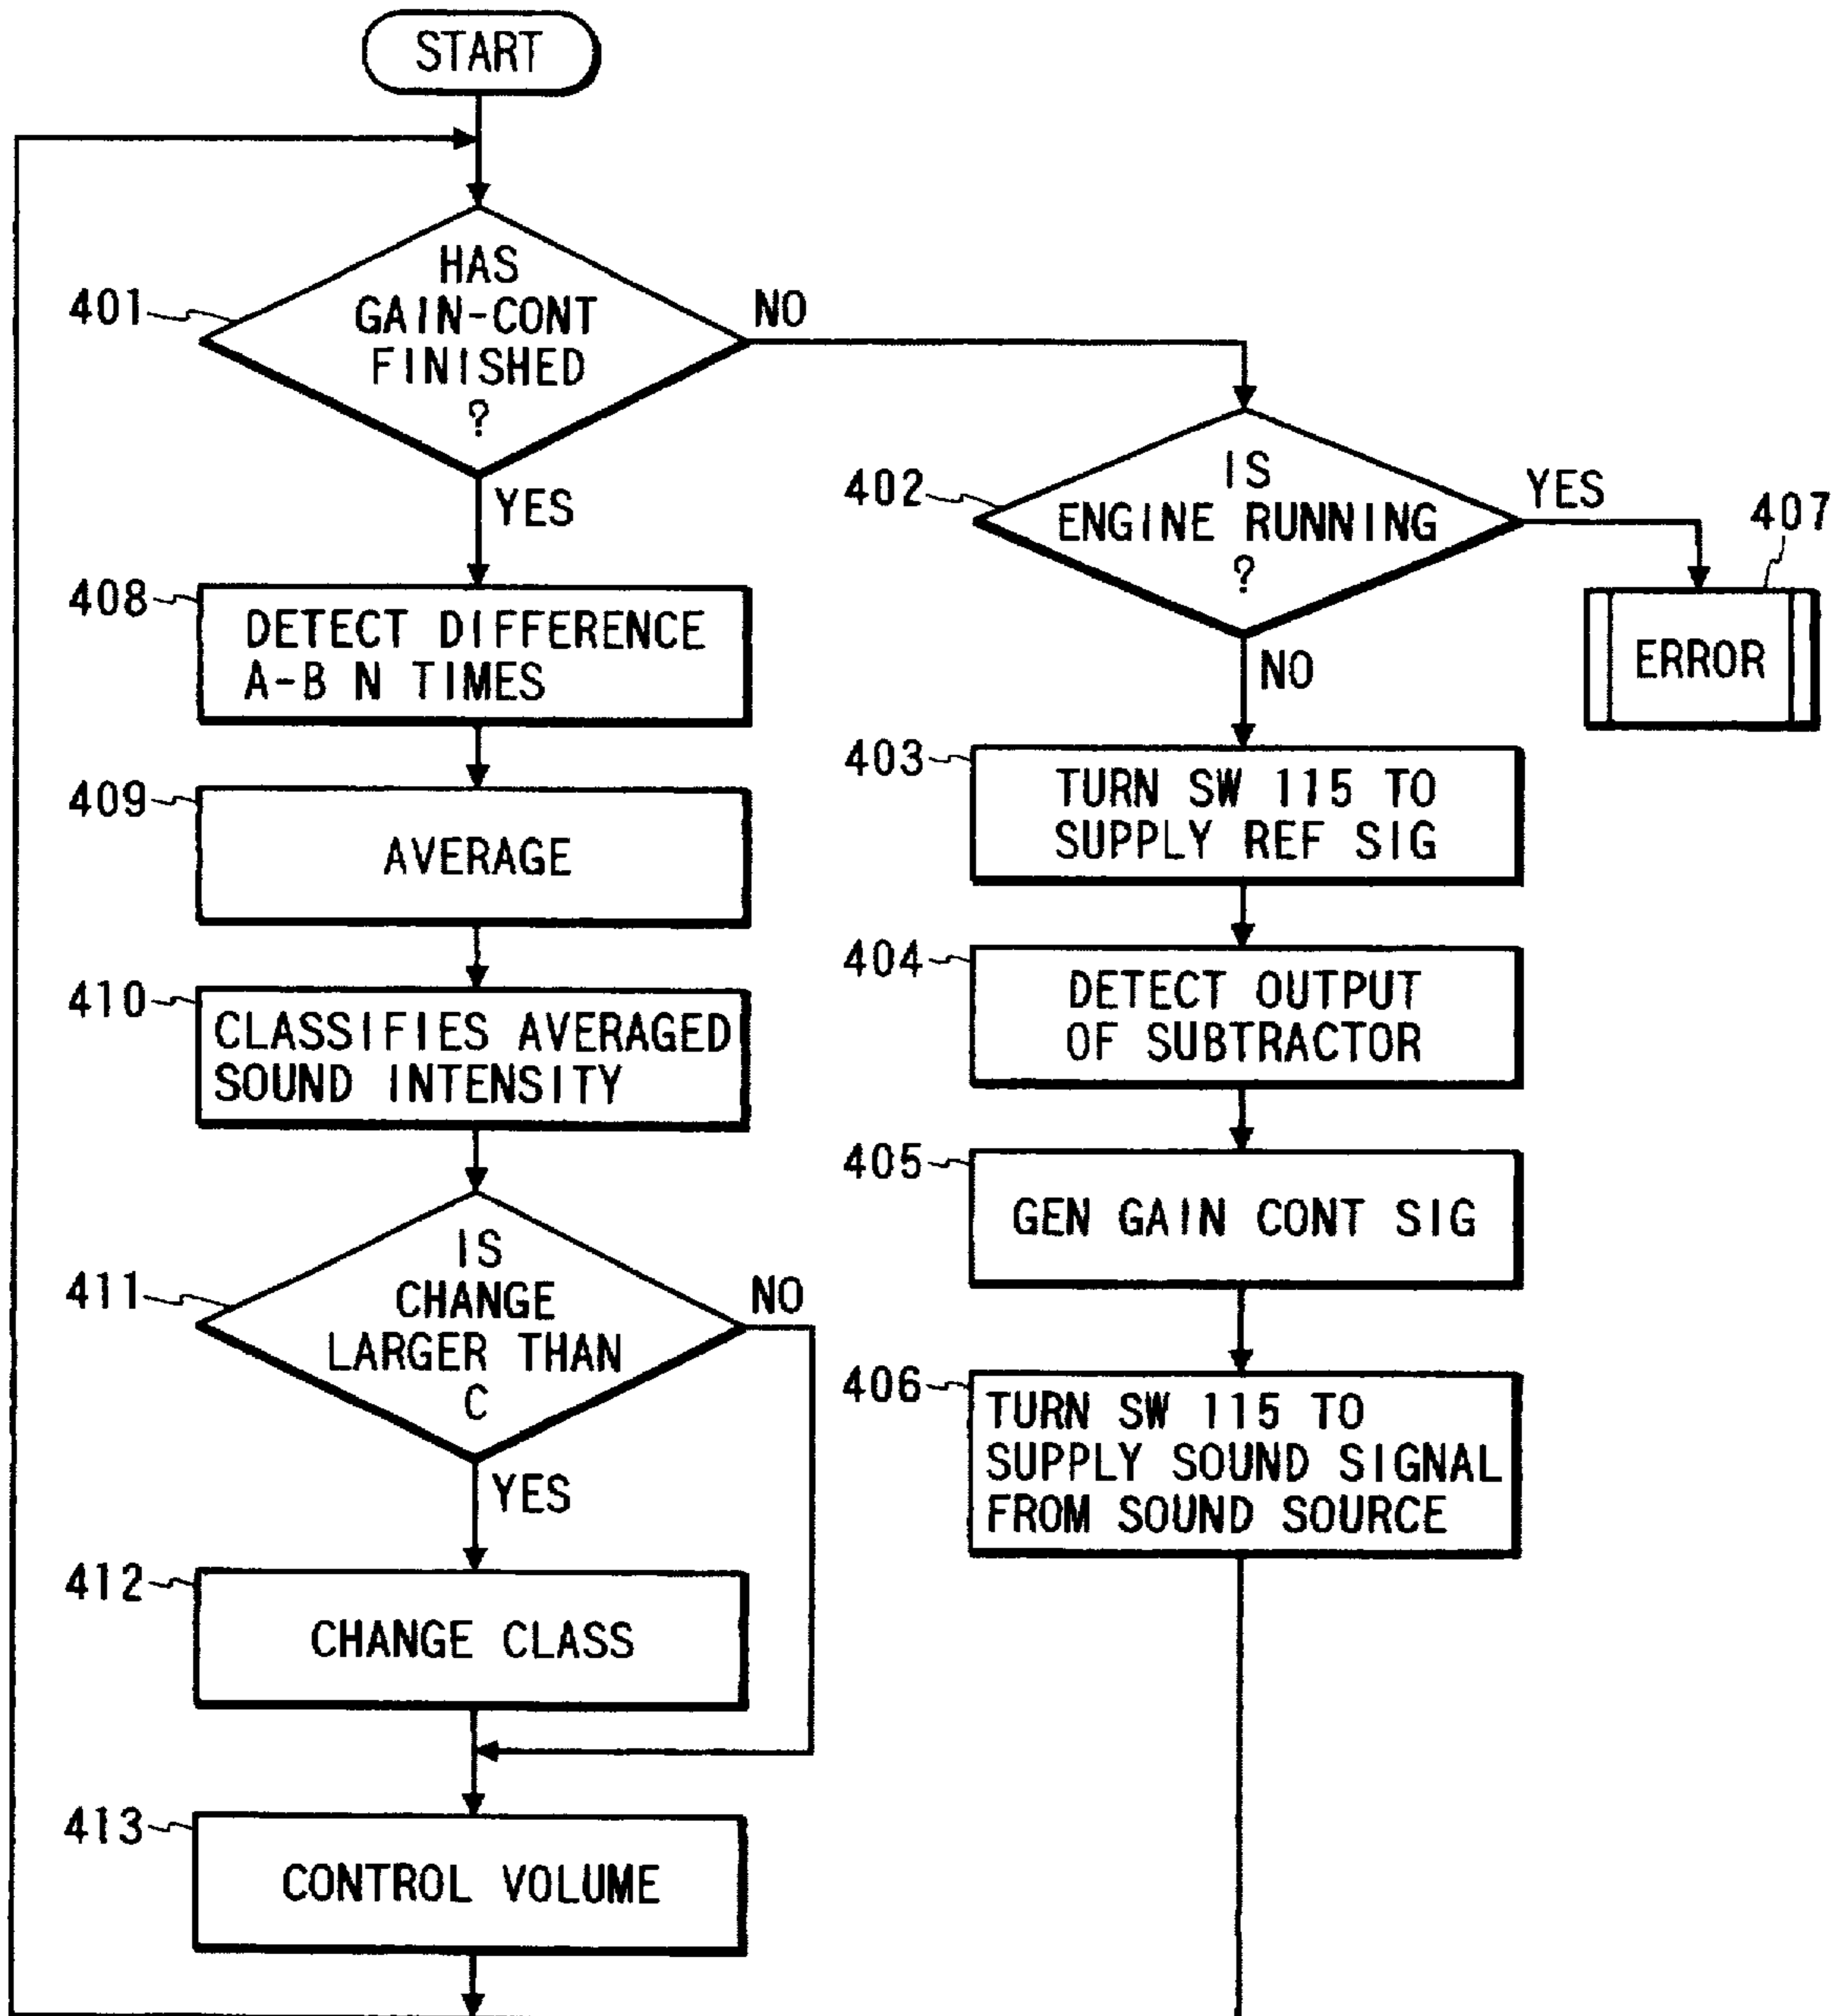 START
401
HAS
GAIN-CONT
FINISHED
?
NO
YES
402
IS
ENGINE RUNNING
?
YES
NO
407
ERROR
408
DETECT DIFFERENCE
A-B N TIMES
403
TURN SW 115 TO
SUPPLY REF SIG
409
AVERAGE
404
DETECT OUTPUT
OF SUBTRACTOR
410
CLASSIFIES AVERAGED
SOUND INTENSITY
405
GEN GAIN CONT SIG
411
IS
CHANGE
LARGER THAN
C
NO
YES
406
TURN SW 115 TO
SUPPLY SOUND SIGNAL
FROM SOUND SOURCE
412
CHANGE CLASS
413
CONTROL VOLUME